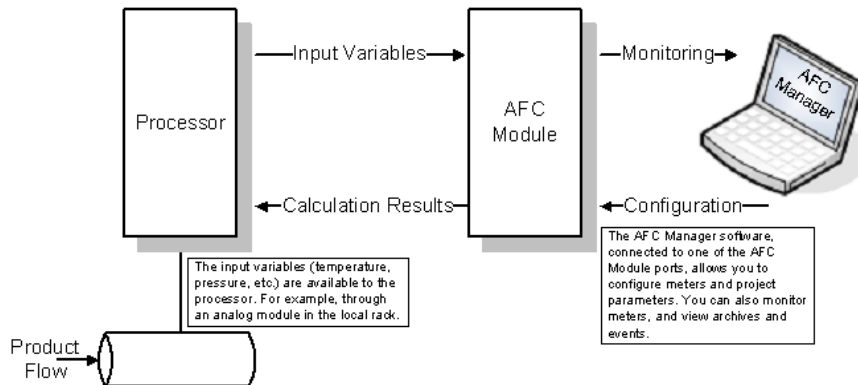 Input Variables
Monitoring
AFC
Manager
Processor
AFC
Module
Calculation Results
Configuration
The input variables (temperature,
pressure, etc.) are available to the
processor. For example, through
an analog module in the local rack.
The AFC Manager software,
connected to one of the AFC
Module ports, allows you to
configure meters and project
parameters. You can also monitor
meters, and view archives and
events.
Product
Flow